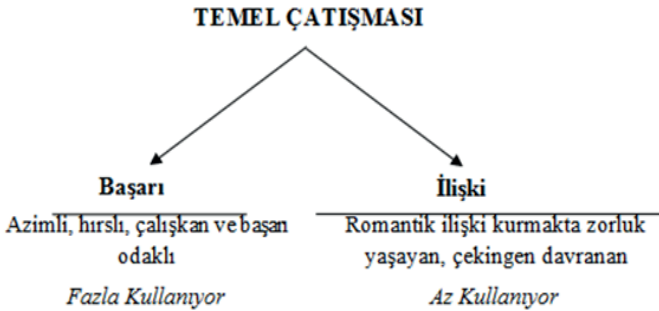 TEMEL ÇATIŞMASI
Başarı
Azimli, hırslı, çalışkan ve başarı
odaklı
Fazla Kullanıyor
İlişki
Romantik ilişki kurmakta zorluk
yaşayan, çekingen davranan
Az Kullanıyor